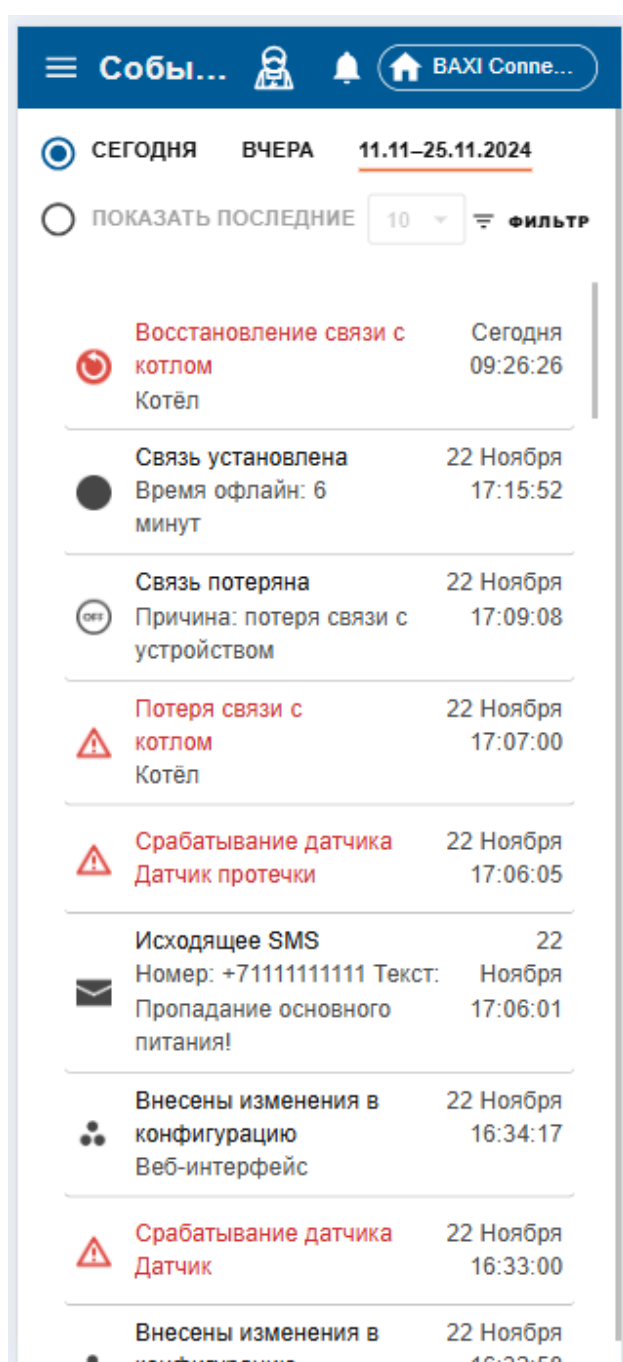 Собы... BAXI Conne...
СЕГОДНЯ ВЧЕРА 11.11–25.11.2024
ПОКАЗАТЬ ПОСЛЕДНИЕ 10 ФИЛЬТР
Восстановление связи с Сегодня
котлом 09:26:26
Котёл
Связь установлена 22 Ноября
Время офлайн: 6 17:15:52
минут
OFF
Связь потеряна 22 Ноября
Причина: потеря связи с 17:09:08
устройством
Потеря связи с 22 Ноября
котлом 17:07:00
Котёл
Срабатывание датчика 22 Ноября
Датчик протечки 17:06:05
Исходящее SMS 22
Номер: +71111111111 Текст: Ноября
Пропадание основного 17:06:01
питания!
Внесены изменения в 22 Ноября
конфигурацию 16:34:17
Веб-интерфейс
Срабатывание датчика 22 Ноября
Датчик 16:33:00
Внесены изменения в 22 Ноября